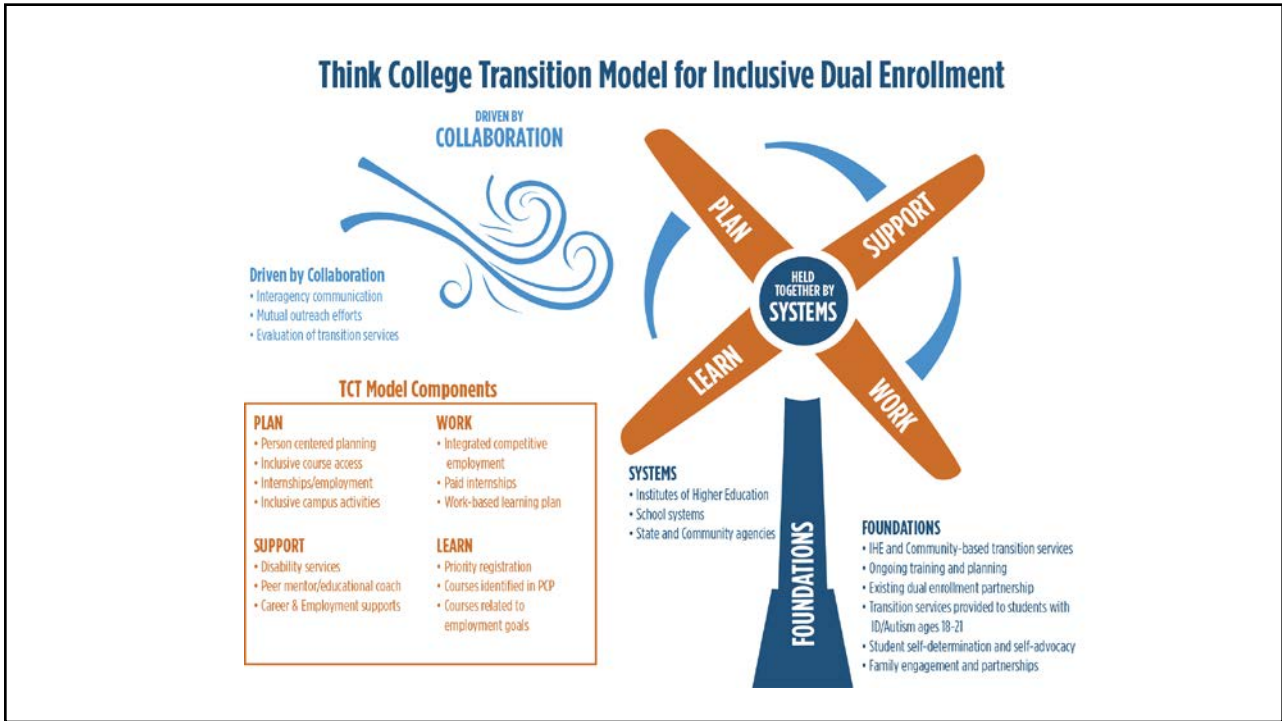 Think College Transition Model for Inclusive Dual Enrollment
DRIVEN BY
COLLABORATION
Driven by Collaboration
• Interagency communication
• Mutual outreach efforts
• Evaluation of transition services
PLAN
SUPPORT
HELD
TOGETHER BY
SYSTEMS
LEARN
WORK
TCT Model Components
PLAN
• Person centered planning
• Inclusive course access
• Internships/employment
• Inclusive campus activities
WORK
• Integrated competitive
employment
• Paid internships
• Work-based learning plan
SUPPORT
• Disability services
• Peer mentor/educational coach
• Career & Employment supports
LEARN
• Priority registration
• Courses identified in PCP
• Courses related to
employment goals
SYSTEMS
• Institutes of Higher Education
• School systems
• State and Community agencies
FOUNDATIONS
FOUNDATIONS
• IHE and Community-based transition services
• Ongoing training and planning
• Existing dual enrollment partnership
• Transition services provided to students with
ID/Autism ages 18-21
• Student self-determination and self-advocacy
• Family engagement and partnerships